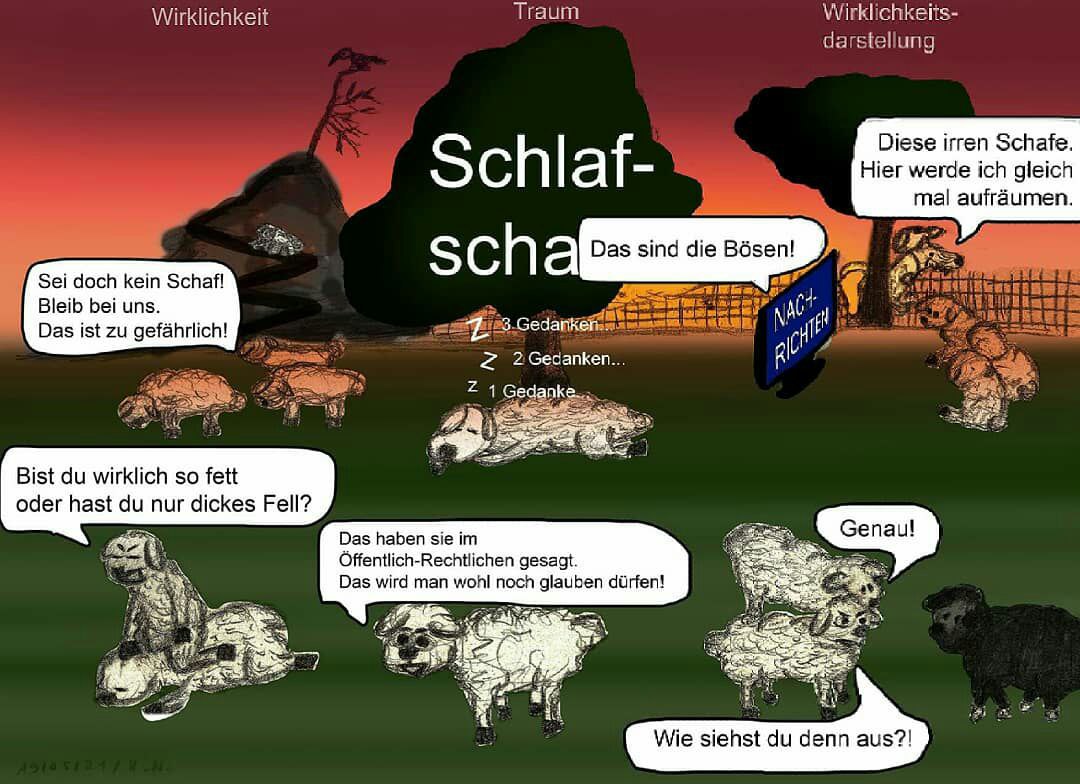 Wirklichkeit
Traum
Wirklichkeits-
darstellung
Schlaf-
scha
Diese irren Schafe.
Hier werde ich gleich
mal aufräumen.
Das sind die Bösen!
Sei doch kein Schaf!
Bleib bei uns.
Das ist zu gefährlich!
NACH-
RICHTEN
Z 3 Gedanken...
Z 2 Gedanken...
z 1 Gedanke
Bist du wirklich so fett
oder hast du nur dickes Fell?
Das haben sie im
Öffentlich-Rechtlichen gesagt.
Das wird man wohl noch glauben dürfen!
Genau!
Wie siehst du denn aus?!